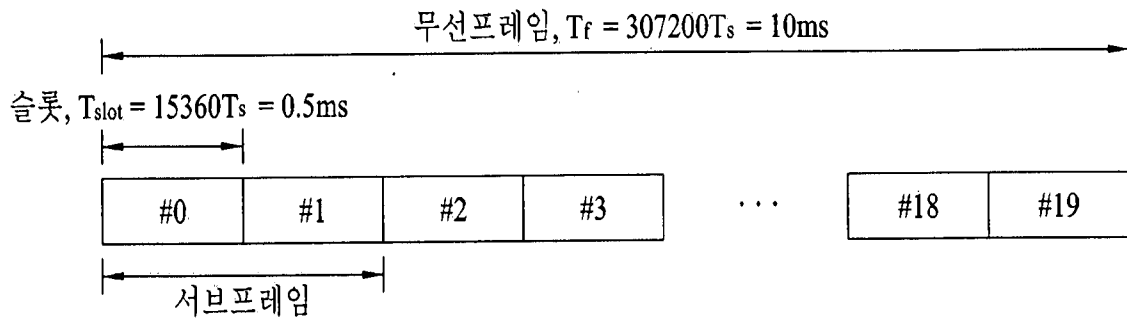 무선프레임, Tf = 307200Ts = 10ms
슬롯, Tslot = 15360Ts = 0.5ms
#0 #1 #2 #3 ··· #18 #19
서브프레임